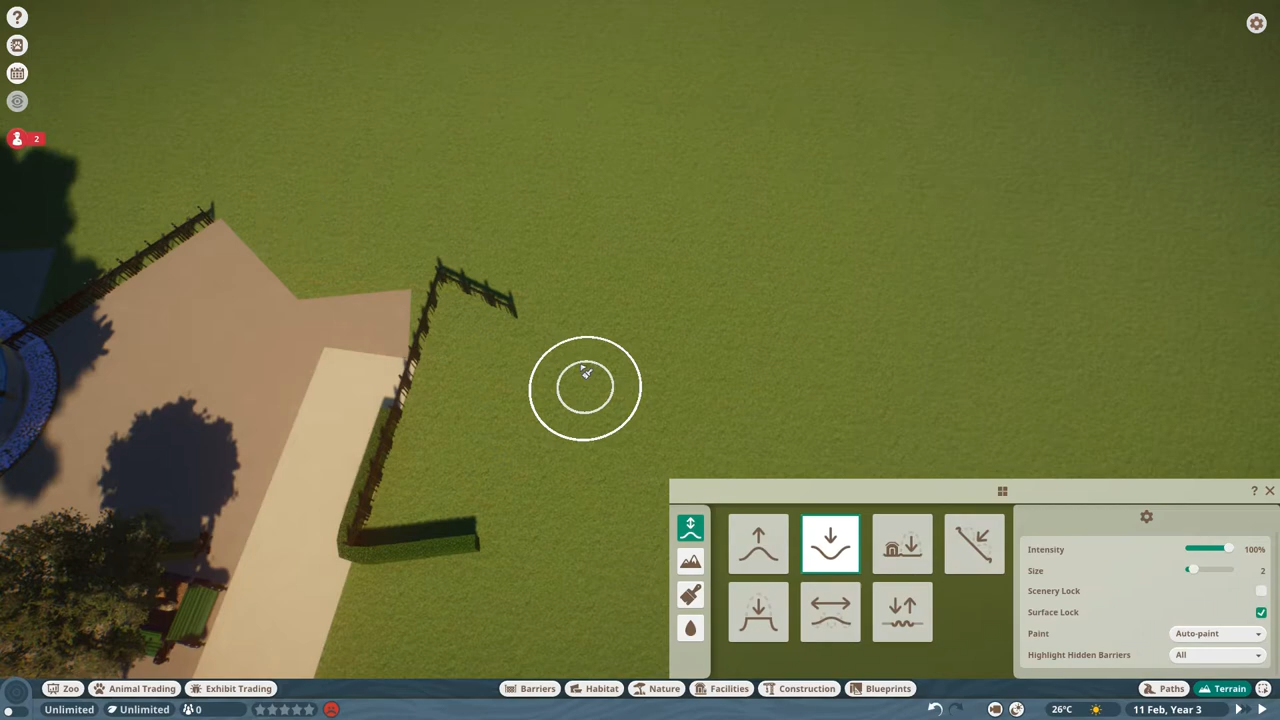 ?
2
?
Intensity 100%
Size 2
Scenery Lock
Surface Lock
Paint Auto-paint
Highlight Hidden Barriers All
Zoo Animal Trading Exhibit Trading Barriers Habitat Nature Facilities Construction Blueprints Paths Terrain
Unlimited Unlimited 0 26°C 11 Feb, Year 3